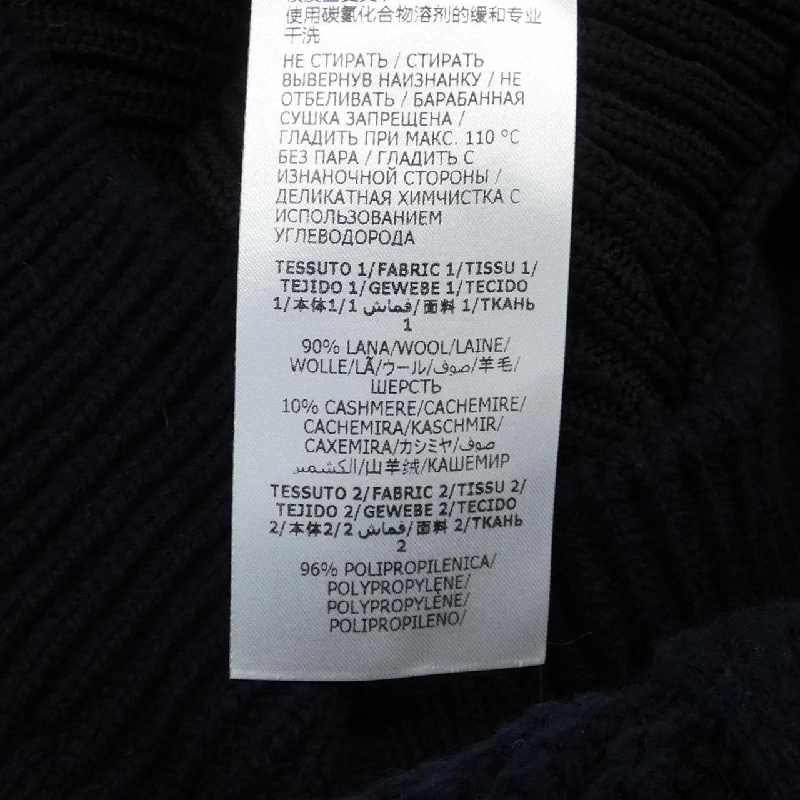 使用碳氢化合物溶剂的缓和专业
干洗
НЕ СТИРАТЬ / СТИРАТЬ
ВЫВЕРНУВ НАИЗНАНКУ / НЕ
ОТБЕЛИВАТЬ / БАРАБАННАЯ
СУШКА ЗАПРЕЩЕНА /
ГЛАДИТЬ ПРИ МАКС. 110 °C
БЕЗ ПАРА / ГЛАДИТЬ С
ИЗНАНОЧНОЙ СТОРОНЫ /
ДЕЛИКАТНАЯ ХИМЧИСТКА С
ИСПОЛЬЗОВАНИЕМ
УГЛЕВОДОРОДА
TESSUTO 1/FABRIC 1/TISSU 1/
TEJIDO 1/GEWEBE 1/TECIDO
1/本体1/1 قماش/面料 1/ТКАНЬ
1
90% LANA/WOOL/LAINE/
WOLLE/LÃ/ウール/صوف/羊毛/
ШЕРСТЬ
10% CASHMERE/CACHEMIRE/
CACHEMIRA/KASCHMIR/
CAXEMIRA/カシミヤ/صوف
الكشمير/山羊绒/КАШЕМИР
TESSUTO 2/FABRIC 2/TISSU 2/
TEJIDO 2/GEWEBE 2/TECIDO
2/本体2/2 قماش/面料 2/ТКАНЬ
2
96% POLIPROPILENICA/
POLYPROPYLENE/
POLYPROPYLÈNE/
POLIPROPILENO/